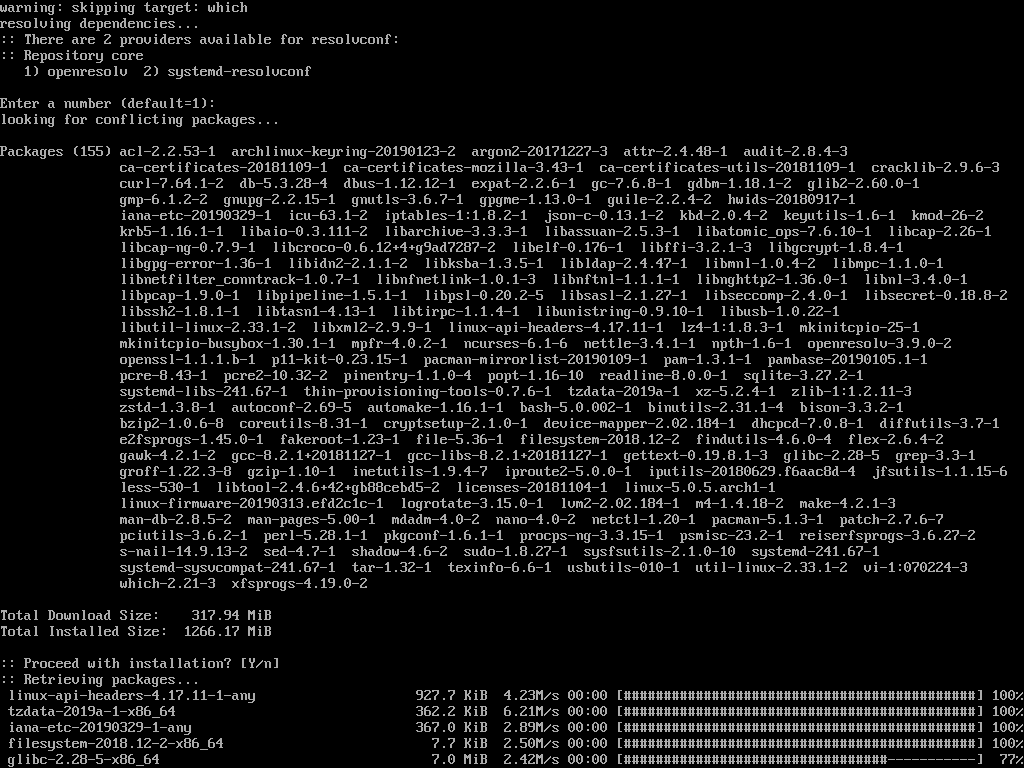 warning: skipping target: which
resolving dependencies...
:: There are 2 providers available for resolvconf:
:: Repository core
   1) openresolv  2) systemd-resolvconf

Enter a number (default=1):
looking for conflicting packages...

Packages (155) acl-2.2.53-1  archlinux-keyring-20190123-2  argon2-20171227-3  attr-2.4.48-1  audit-2.8.4-3
               ca-certificates-20181109-1  ca-certificates-mozilla-3.43-1  ca-certificates-utils-20181109-1  cracklib-2.9.6-3
               curl-7.64.1-2  db-5.3.28-4  dbus-1.12.12-1  expat-2.2.6-1  gc-7.6.8-1  gdbm-1.18.1-2  glib2-2.60.0-1
               gmp-6.1.2-2  gnupg-2.2.15-1  gnutls-3.6.7-1  gpgme-1.13.0-1  guile-2.2.4-2  hwids-20180917-1
               iana-etc-20190329-1  icu-63.1-2  iptables-1:1.8.2-1  json-c-0.13.1-2  kbd-2.0.4-2  keyutils-1.6-1  kmod-26-2
               krb5-1.16.1-1  libaio-0.3.111-2  libarchive-3.3.3-1  libassuan-2.5.3-1  libatomic_ops-7.6.10-1  libcap-2.26-1
               libcap-ng-0.7.9-1  libcroco-0.6.12+4+g9ad7287-2  libelf-0.176-1  libffi-3.2.1-3  libgcrypt-1.8.4-1
               libgpg-error-1.36-1  libidn2-2.1.1-2  libksba-1.3.5-1  libldap-2.4.47-1  libmnl-1.0.4-2  libmpc-1.1.0-1
               libnetfilter_conntrack-1.0.7-1  libnfnetlink-1.0.1-3  libnftnl-1.1.1-1  libnghttp2-1.36.0-1  libnl-3.4.0-1
               libpcap-1.9.0-1  libpipeline-1.5.1-1  libpsl-0.20.2-5  libsasl-2.1.27-1  libseccomp-2.4.0-1  libsecret-0.18.8-2
               libssh2-1.8.1-1  libtasn1-4.13-1  libtirpc-1.1.4-1  libunistring-0.9.10-1  libusb-1.0.22-1
               libutil-linux-2.33.1-2  libxml2-2.9.9-1  linux-api-headers-4.17.11-1  lz4-1:1.8.3-1  mkinitcpio-25-1
               mkinitcpio-busybox-1.30.1-1  mpfr-4.0.2-1  ncurses-6.1-6  nettle-3.4.1-1  npth-1.6-1  openresolv-3.9.0-2
               openssl-1.1.1.b-1  p11-kit-0.23.15-1  pacman-mirrorlist-20190109-1  pam-1.3.1-1  pambase-20190105.1-1
               pcre-8.43-1  pcre2-10.32-2  pinentry-1.1.0-4  popt-1.16-10  readline-8.0.0-1  sqlite-3.27.2-1
               systemd-libs-241.67-1  thin-provisioning-tools-0.7.6-1  tzdata-2019a-1  xz-5.2.4-1  zlib-1:1.2.11-3
               zstd-1.3.8-1  autoconf-2.69-5  automake-1.16.1-1  bash-5.0.002-1  binutils-2.31.1-4  bison-3.3.2-1
               bzip2-1.0.6-8  coreutils-8.31-1  cryptsetup-2.1.0-1  device-mapper-2.02.184-1  dhcpcd-7.0.8-1  diffutils-3.7-1
               e2fsprogs-1.45.0-1  fakeroot-1.23-1  file-5.36-1  filesystem-2018.12-2  findutils-4.6.0-4  flex-2.6.4-2
               gawk-4.2.1-2  gcc-8.2.1+20181127-1  gcc-libs-8.2.1+20181127-1  gettext-0.19.8.1-3  glibc-2.28-5  grep-3.3-1
               groff-1.22.3-8  gzip-1.10-1  inetutils-1.9.4-7  iproute2-5.0.0-1  iputils-20180629.f6aac8d-4  jfsutils-1.1.15-6
               less-530-1  libtool-2.4.6+42+gb88cebd5-2  licenses-20181104-1  linux-5.0.5.arch1-1
               linux-firmware-20190313.efd2c1c-1  logrotate-3.15.0-1  lvm2-2.02.184-1  m4-1.4.18-2  make-4.2.1-3
               man-db-2.8.5-2  man-pages-5.00-1  mdadm-4.0-2  nano-4.0-2  netctl-1.20-1  pacman-5.1.3-1  patch-2.7.6-7
               pciutils-3.6.2-1  perl-5.28.1-1  pkgconf-1.6.1-1  procps-ng-3.3.15-1  psmisc-23.2-1  reiserfsprogs-3.6.27-2
               s-nail-14.9.13-2  sed-4.7-1  shadow-4.6-2  sudo-1.8.27-1  sysfsutils-2.1.0-10  systemd-241.67-1
               systemd-sysvcompat-241.67-1  tar-1.32-1  texinfo-6.6-1  usbutils-010-1  util-linux-2.33.1-2  vi-1:070224-3
               which-2.21-3  xfsprogs-4.19.0-2

Total Download Size:    317.94 MiB
Total Installed Size:  1266.17 MiB

:: Proceed with installation? [Y/n]
:: Retrieving packages...
 linux-api-headers-4.17.11-1-any                    927.7 KiB  4.23M/s 00:00 [############################################] 100%
 tzdata-2019a-1-x86_64                              362.2 KiB  6.21M/s 00:00 [############################################] 100%
 iana-etc-20190329-1-any                            367.0 KiB  2.89M/s 00:00 [############################################] 100%
 filesystem-2018.12-2-x86_64                          7.7 KiB  2.50M/s 00:00 [############################################] 100%
 glibc-2.28-5-x86_64                                  7.0 MiB  2.42M/s 00:00 [#################################-----------]  77%